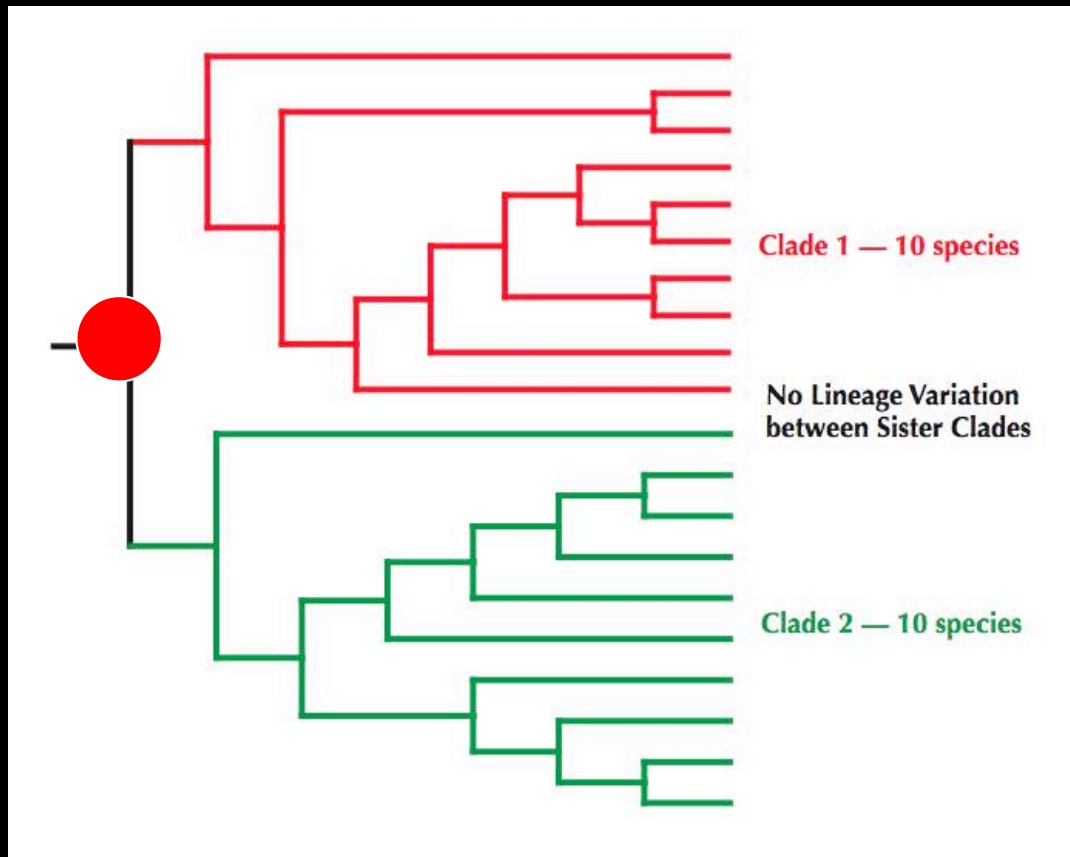 Clade 1 — 10 species
No Lineage Variation
between Sister Clades
Clade 2 — 10 species